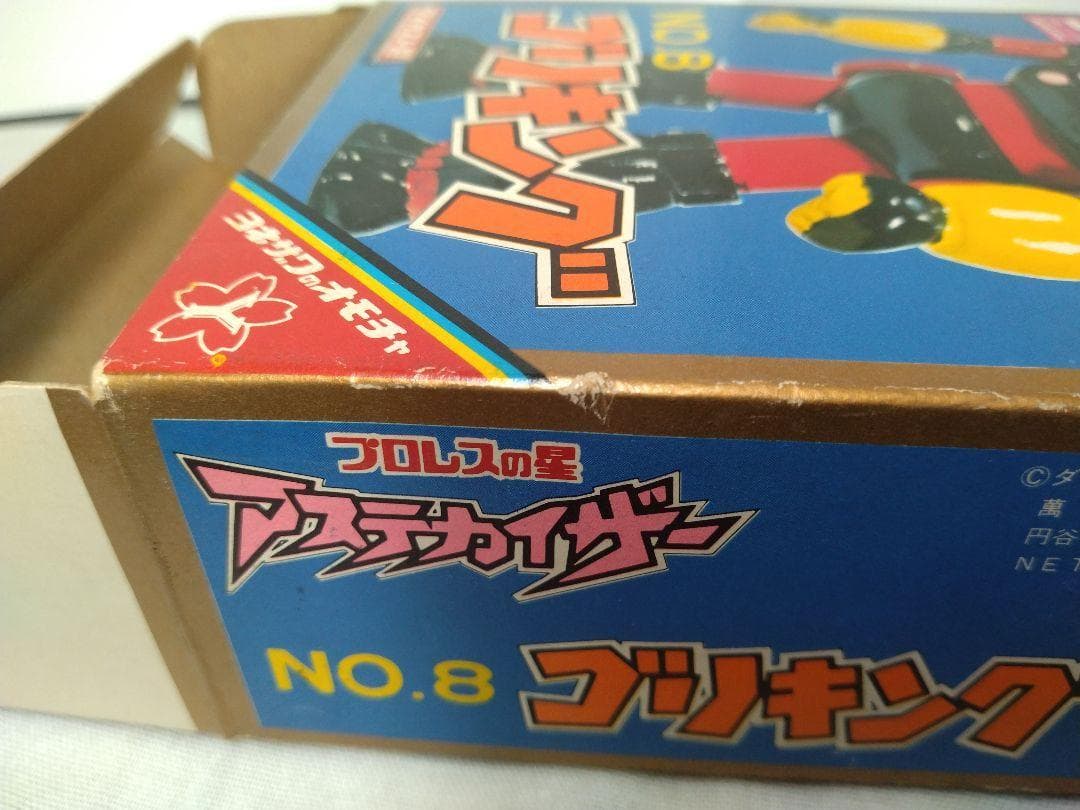 NO.8
ゴリキング
ヨネザワのオモチャ
プロレスの星
アステカイザー
©ダ
萬
円谷
NET
NO.8
ゴリキング